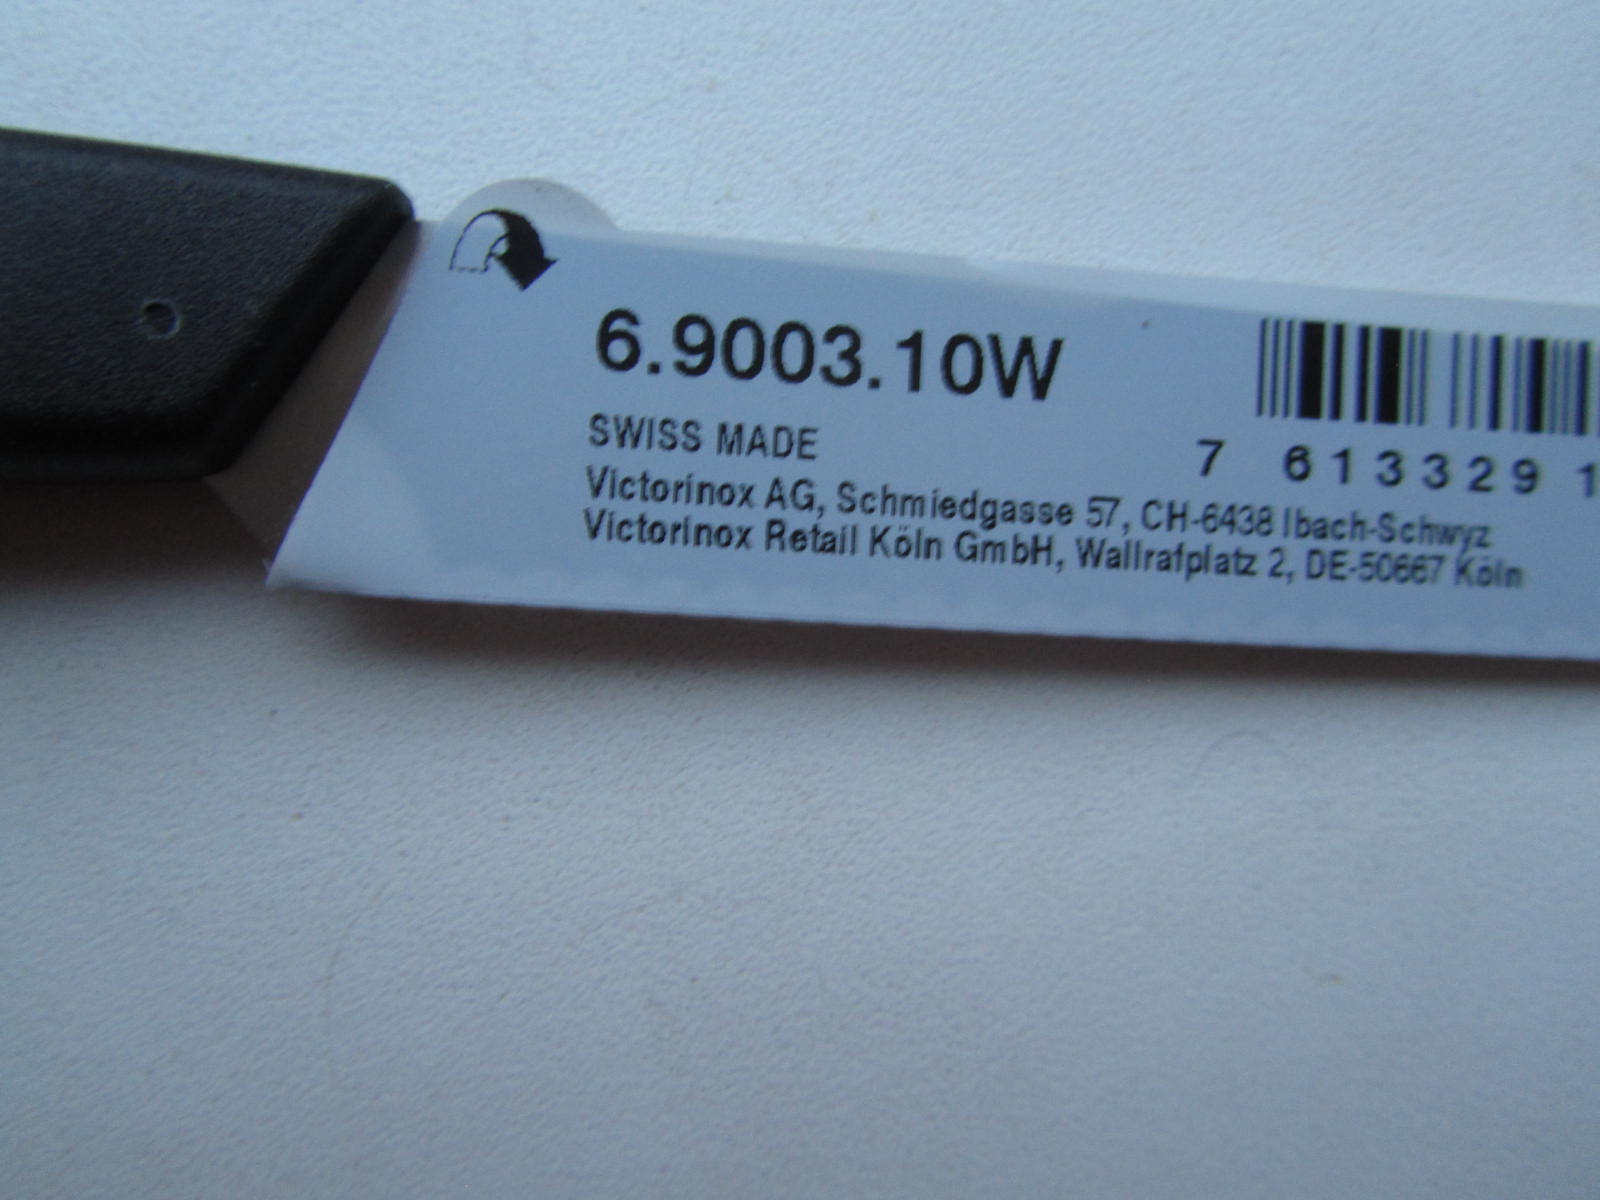 6.9003.10W
SWISS MADE
Victorinox AG, Schmiedgasse 57, CH-6438 Ibach-Schwyz
Victorinox Retail Köln GmbH, Wallrafplatz 2, DE-50667 Köln
7 613329 1